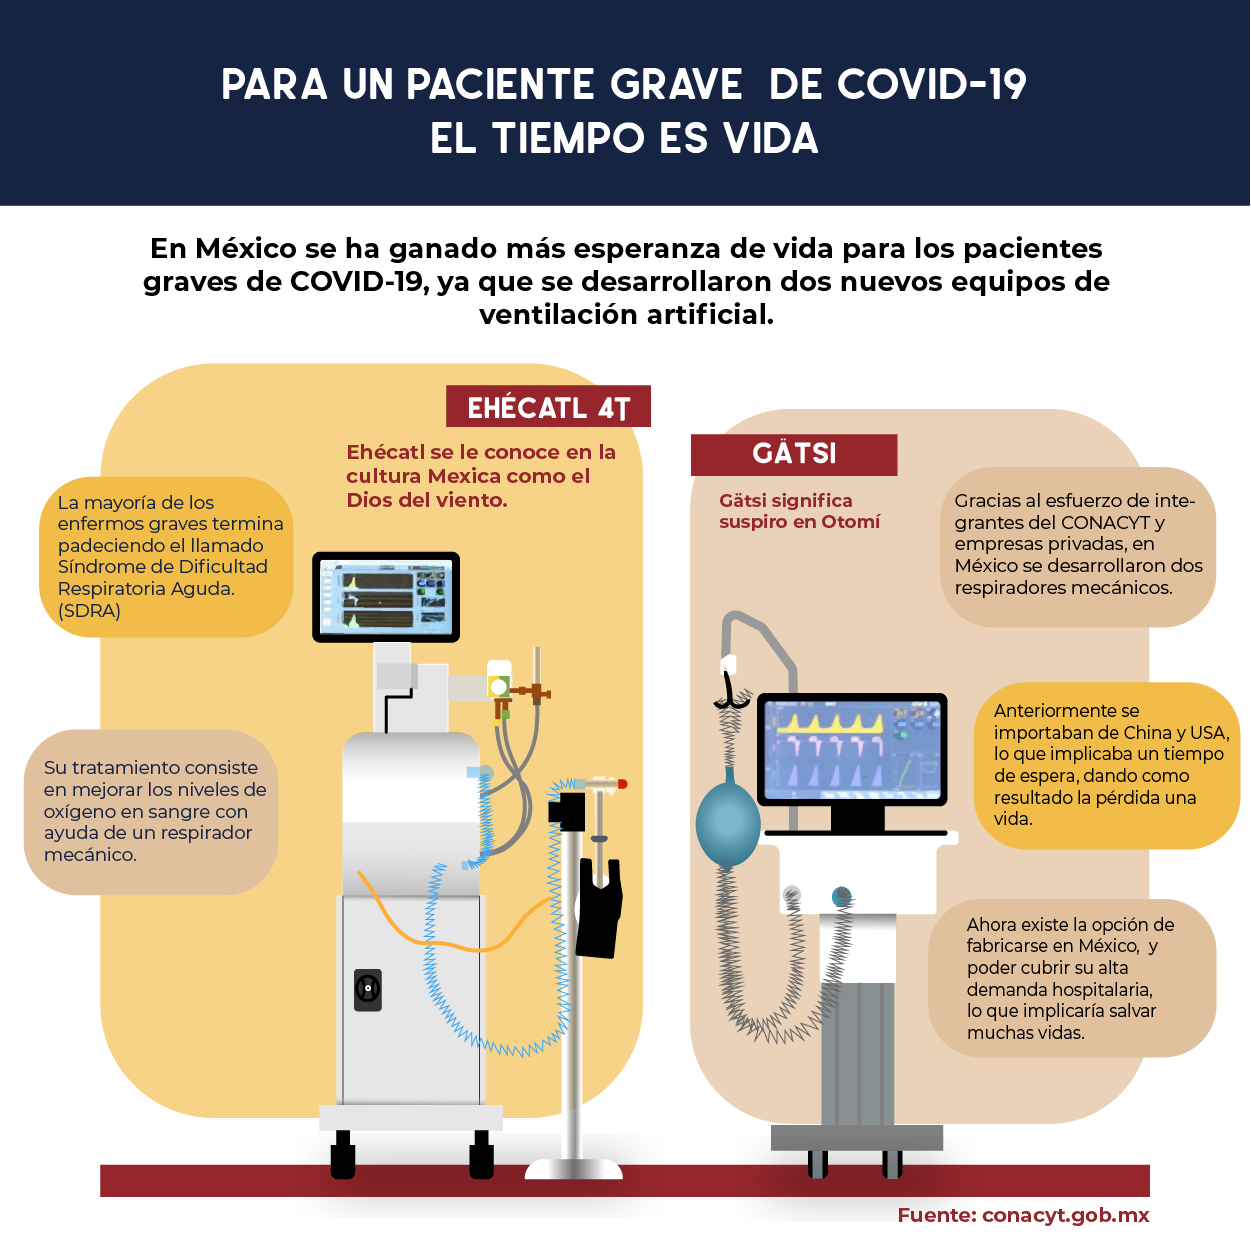 PARA UN PACIENTE GRAVE DE COVID-19
EL TIEMPO ES VIDA
En México se ha ganado más esperanza de vida para los pacientes
graves de COVID-19, ya que se desarrollaron dos nuevos equipos de
ventilación artificial.
EHÉCATL 4T
Ehécatl se le conoce en la
cultura Mexica como el
Dios del viento.
La mayoría de los
enfermos graves termina
padeciendo el llamado
Síndrome de Dificultad
Respiratoria Aguda.
(SDRA)
Su tratamiento consiste
en mejorar los niveles de
oxígeno en sangre con
ayuda de un respirador
mecánico.
GÄTSI
Gätsi significa
suspiro en Otomí
Gracias al esfuerzo de inte-
grantes del CONACYT y
empresas privadas, en
México se desarrollaron dos
respiradores mecánicos.
Anteriormente se
importaban de China y USA,
lo que implicaba un tiempo
de espera, dando como
resultado la pérdida una
vida.
Ahora existe la opción de
fabricarse en México, y
poder cubrir su alta
demanda hospitalaria,
lo que implicaría salvar
muchas vidas.
Fuente: conacyt.gob.mx